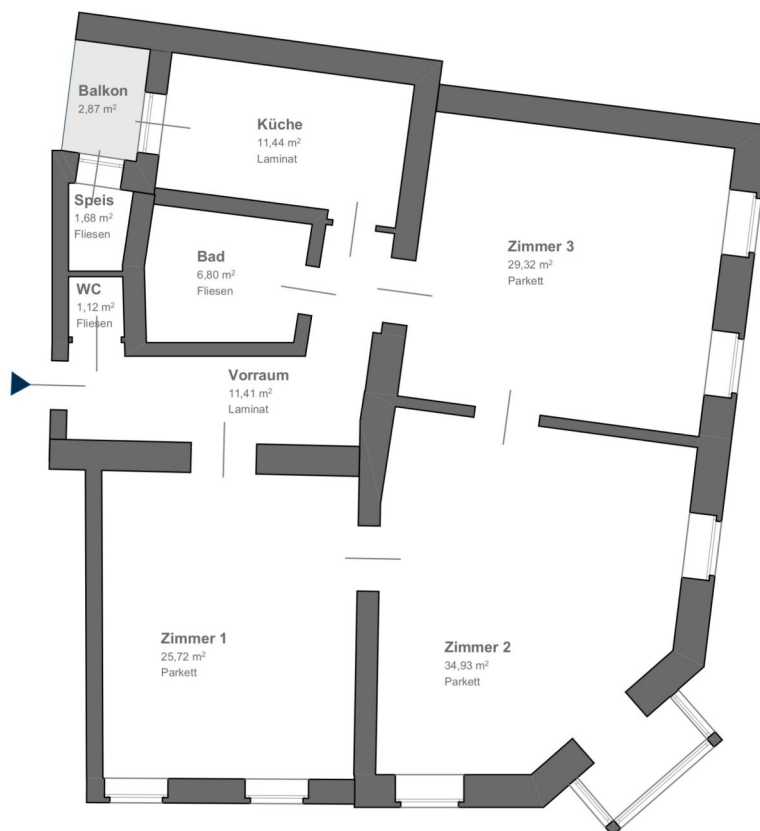 Balkon
2,87 m²
Küche
11,44 m²
Laminat
Speis
1,68 m²
Fliesen
Bad
6,80 m²
Fliesen
Zimmer 3
29,32 m²
Parkett
WC
1,12 m²
Fliesen
Vorraum
11,41 m²
Laminat
Zimmer 1
25,72 m²
Parkett
Zimmer 2
34,93 m²
Parkett